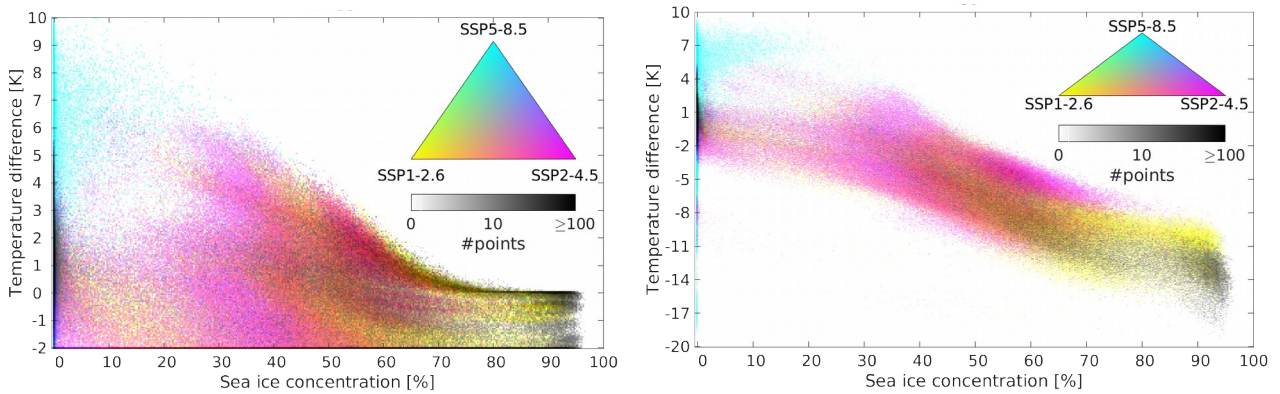 10
9
8
7
6
5
4
3
2
1
0
-1
-2
Temperature difference [K]
0 10 20 30 40 50 60 70 80 90 100
Sea ice concentration [%]
SSP5-8.5
SSP1-2.6 SSP2-4.5
0 10 ≥100
#points
10
7
4
1
-2
-5
-8
-11
-14
-17
-20
Temperature difference [K]
0 10 20 30 40 50 60 70 80 90 100
Sea ice concentration [%]
SSP5-8.5
SSP1-2.6 SSP2-4.5
0 10 ≥100
#points